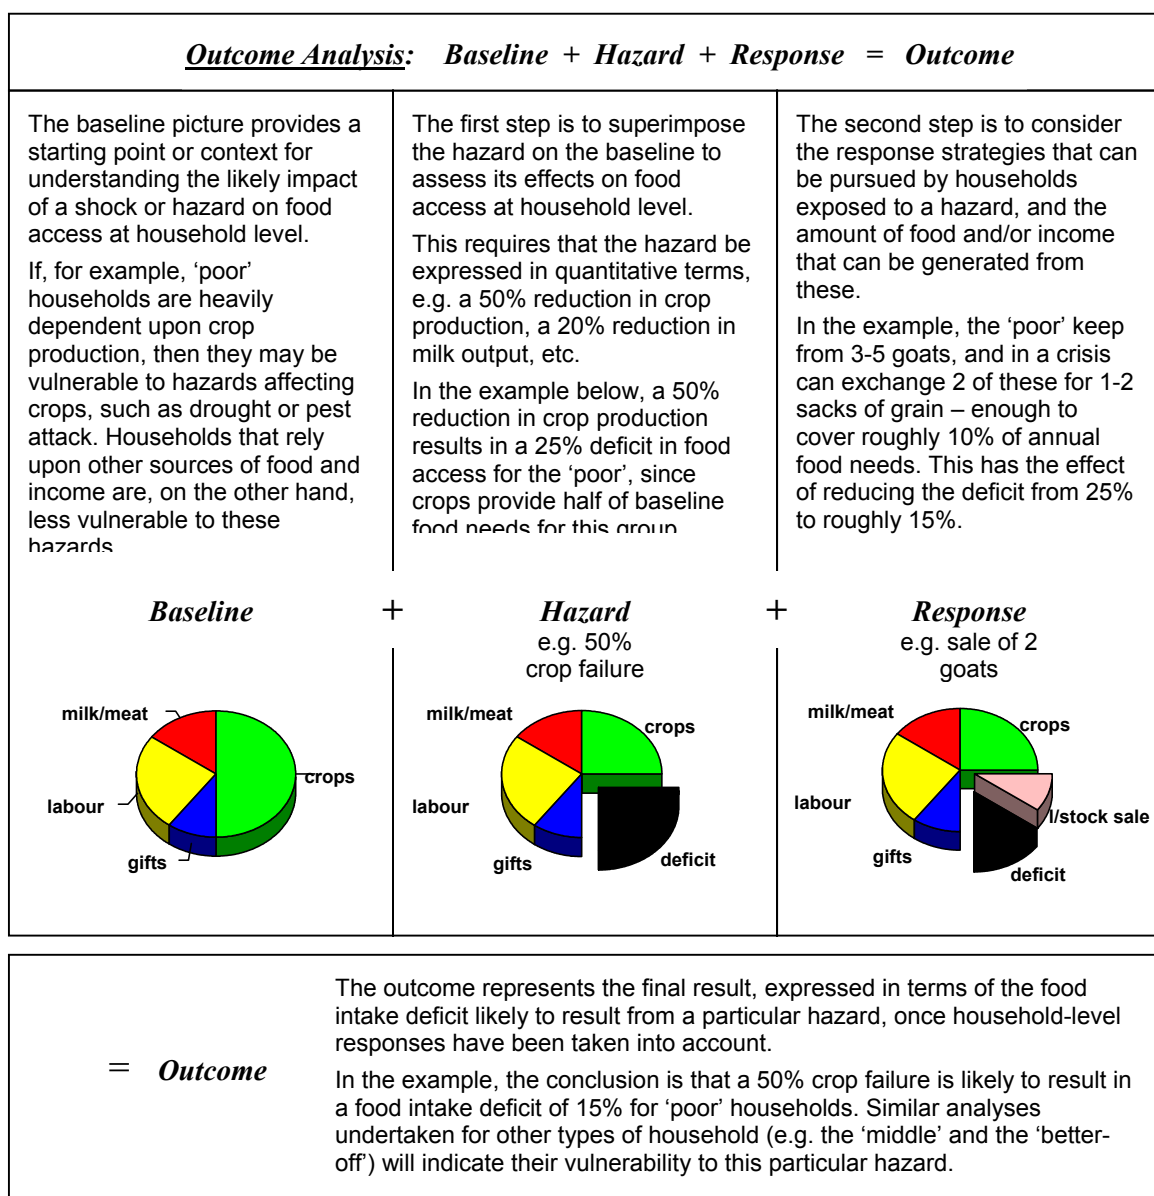 Outcome Analysis: Baseline + Hazard + Response = Outcome
The baseline picture provides a
starting point or context for
understanding the likely impact
of a shock or hazard on food
access at household level.
If, for example, ‘poor’
households are heavily
dependent upon crop
production, then they may be
vulnerable to hazards affecting
crops, such as drought or pest
attack. Households that rely
upon other sources of food and
income are, on the other hand,
less vulnerable to these
hazards
The first step is to superimpose
the hazard on the baseline to
assess its effects on food
access at household level.
This requires that the hazard be
expressed in quantitative terms,
e.g. a 50% reduction in crop
production, a 20% reduction in
milk output, etc.
In the example below, a 50%
reduction in crop production
results in a 25% deficit in food
access for the ‘poor’, since
crops provide half of baseline
food needs for this group
The second step is to consider
the response strategies that can
be pursued by households
exposed to a hazard, and the
amount of food and/or income
that can be generated from
these.
In the example, the ‘poor’ keep
from 3-5 goats, and in a crisis
can exchange 2 of these for 1-2
sacks of grain – enough to
cover roughly 10% of annual
food needs. This has the effect
of reducing the deficit from 25%
to roughly 15%.
Baseline + Hazard + Response
e.g. 50%
crop failure
e.g. sale of 2
goats
milk/meat
crops
labour
gifts
milk/meat
crops
labour
gifts
deficit
milk/meat
crops
labour
l/stock sale
gifts
deficit
= Outcome
The outcome represents the final result, expressed in terms of the food
intake deficit likely to result from a particular hazard, once household-level
responses have been taken into account.
In the example, the conclusion is that a 50% crop failure is likely to result in
a food intake deficit of 15% for ‘poor’ households. Similar analyses
undertaken for other types of household (e.g. the ‘middle’ and the ‘better-
off’) will indicate their vulnerability to this particular hazard.